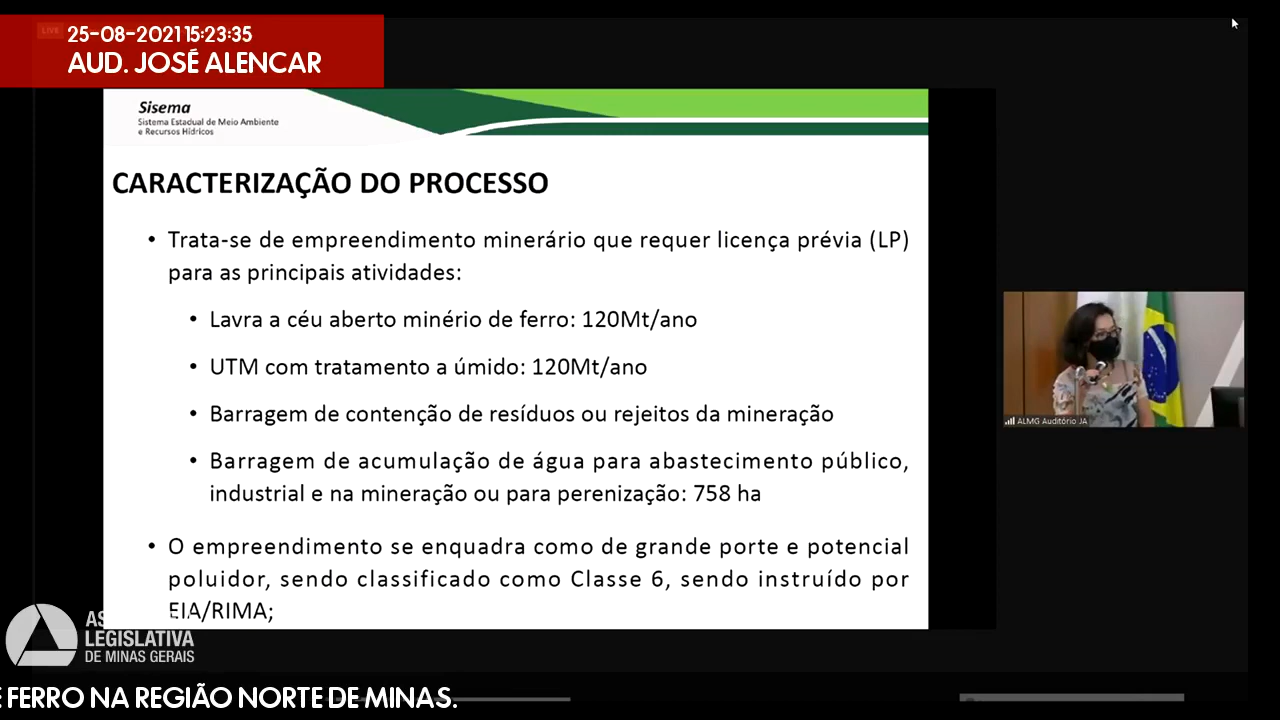 LIVE
25-08-2021 15:23:35
AUD. JOSÉ ALENCAR
Sisema
Sistema Estadual de Meio Ambiente
e Recursos Hídricos
CARACTERIZAÇÃO DO PROCESSO
• Trata-se de empreendimento minerário que requer licença prévia (LP)
para as principais atividades:
• Lavra a céu aberto minério de ferro: 120Mt/ano
• UTM com tratamento a úmido: 120Mt/ano
• Barragem de contenção de resíduos ou rejeitos da mineração
• Barragem de acumulação de água para abastecimento público,
industrial e na mineração ou para perenização: 758 ha
• O empreendimento se enquadra como de grande porte e potencial
poluidor, sendo classificado como Classe 6, sendo instruído por
EIA/RIMA;
ALMG Auditório JA
LEGISLATIVA
DE MINAS GERAIS
FERRO NA REGIÃO NORTE DE MINAS.